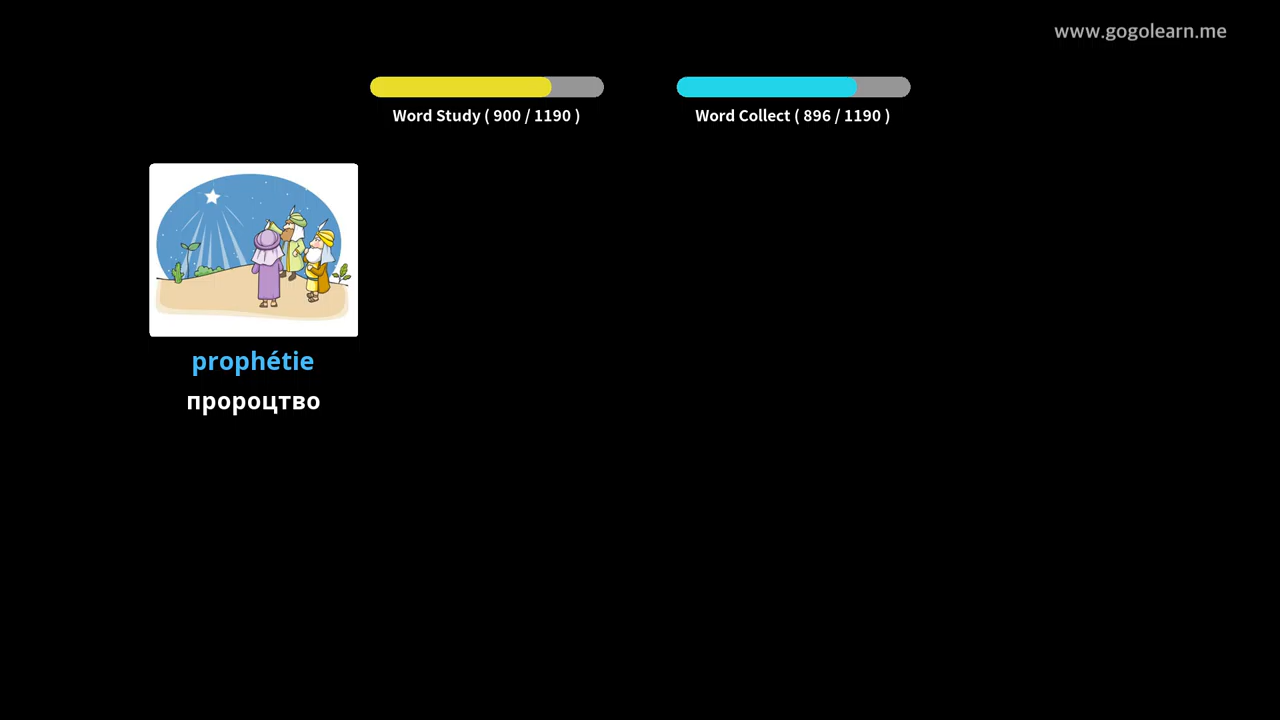 www.gogolearn.me
Word Study ( 900 / 1190 )
Word Collect ( 896 / 1190 )
prophétie
пророцтво